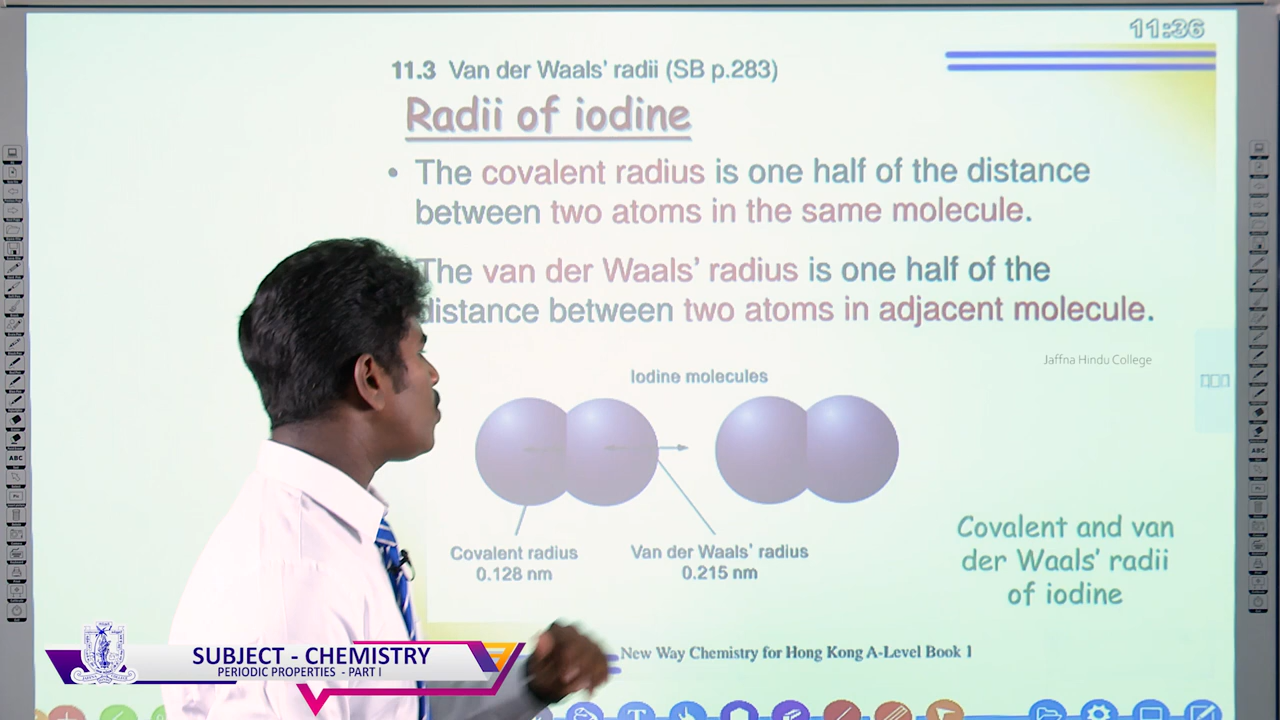 11:36
11.3 Van der Waals' radii (SB p.283)
Radii of iodine
• The covalent radius is one half of the distance
between two atoms in the same molecule.
The van der Waals' radius is one half of the
distance between two atoms in adjacent molecule.
Jaffna Hindu College
Iodine molecules
Covalent radius
0.128 nm
Van der Waals' radius
0.215 nm
Covalent and van
der Waals' radii
of iodine
New Way Chemistry for Hong Kong A-Level Book 1
SUBJECT - CHEMISTRY
PERIODIC PROPERTIES - PART I
ABC
ABC